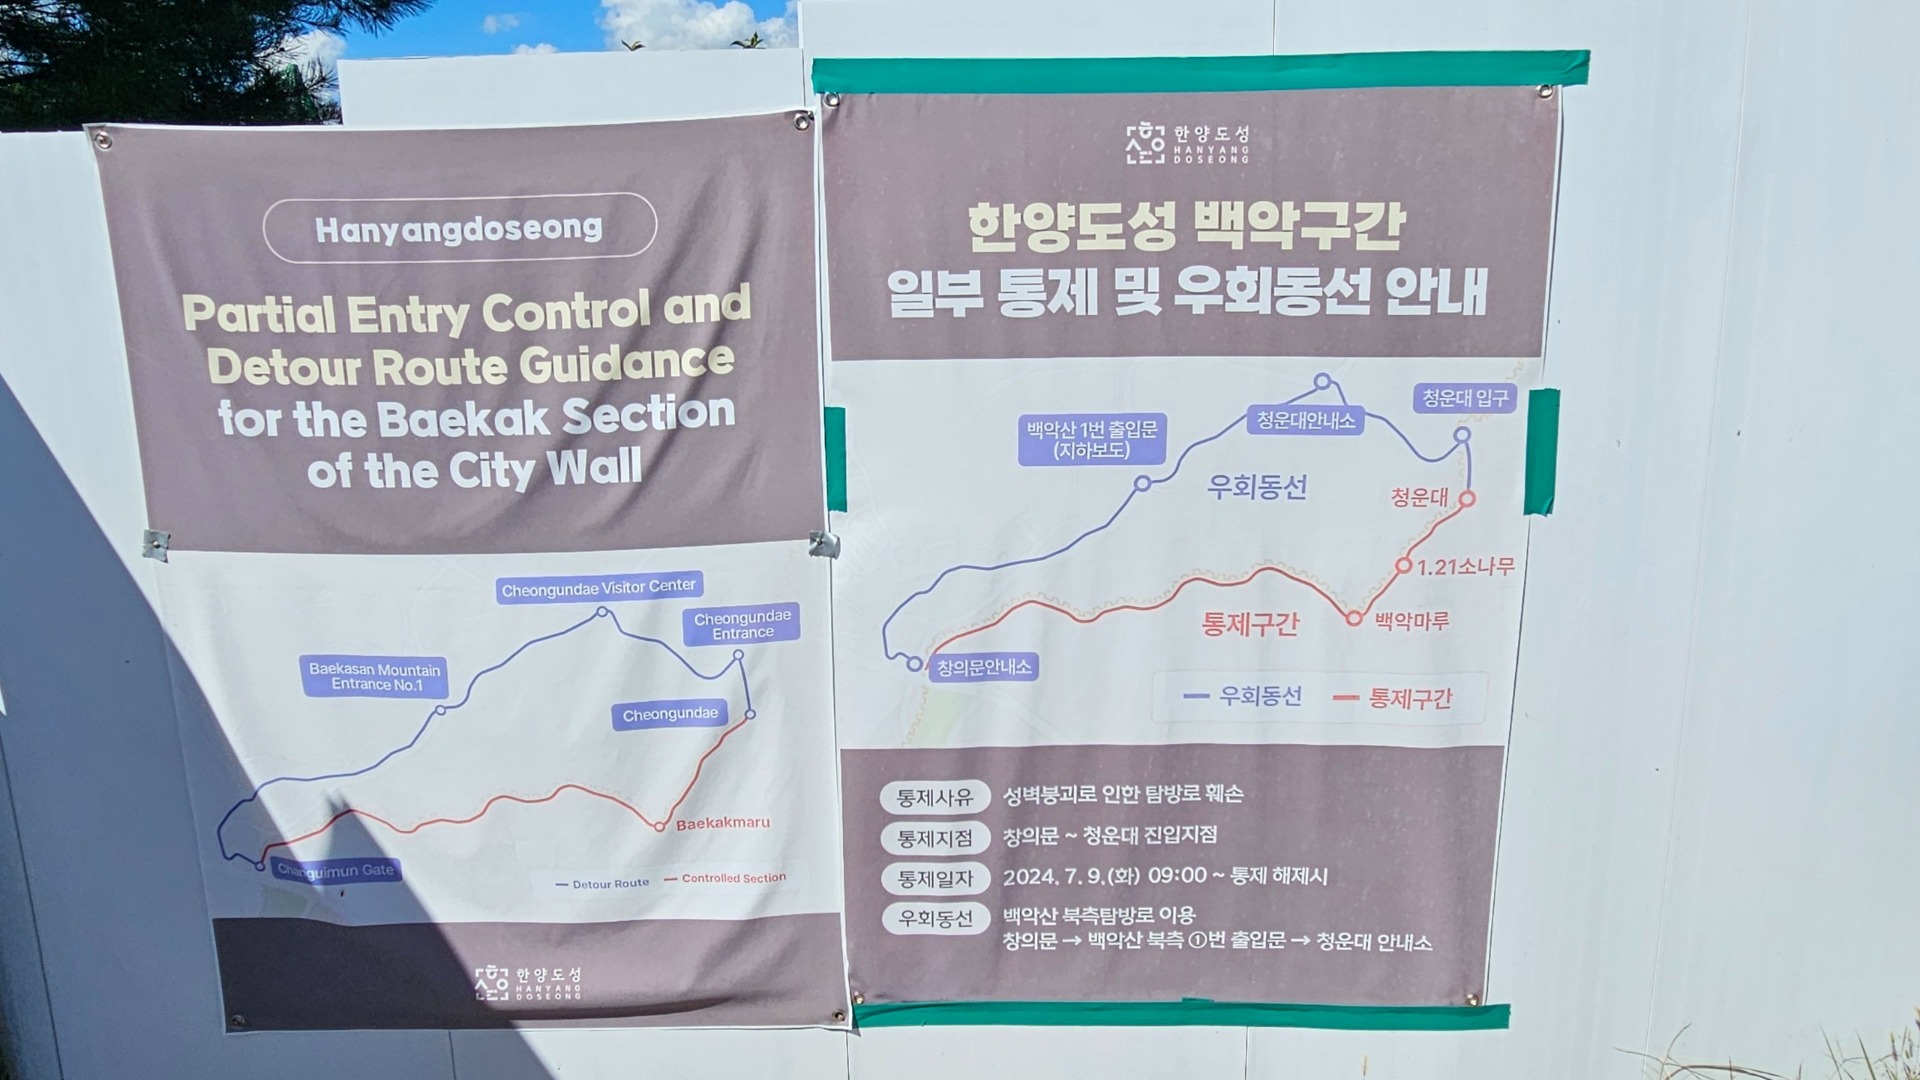 Hanyangdoseong
Partial Entry Control and
Detour Route Guidance
for the Baekak Section
of the City Wall
Cheongundae Visitor Center
Cheongundae
Entrance
Baekasan Mountain
Entrance No.1
Cheongundae
Baekakmaru
Changuimun Gate
Detour Route
Controlled Section
한양도성
HANYANG
DOSEONG
한양도성
HANYANG
DOSEONG
한양도성 백악구간
일부 통제 및 우회동선 안내
청운대 입구
청운대안내소
백악산 1번 출입문
(지하보도)
우회동선
청운대
1.21소나무
통제구간
백악마루
창의문안내소
우회동선
통제구간
통제사유 성벽붕괴로 인한 탐방로 훼손
통제지점 창의문 ~ 청운대 진입지점
통제일자 2024. 7. 9.(화) 09:00 ~ 통제 해제시
우회동선 백악산 북측탐방로 이용
창의문 → 백악산 북측 ①번 출입문 → 청운대 안내소